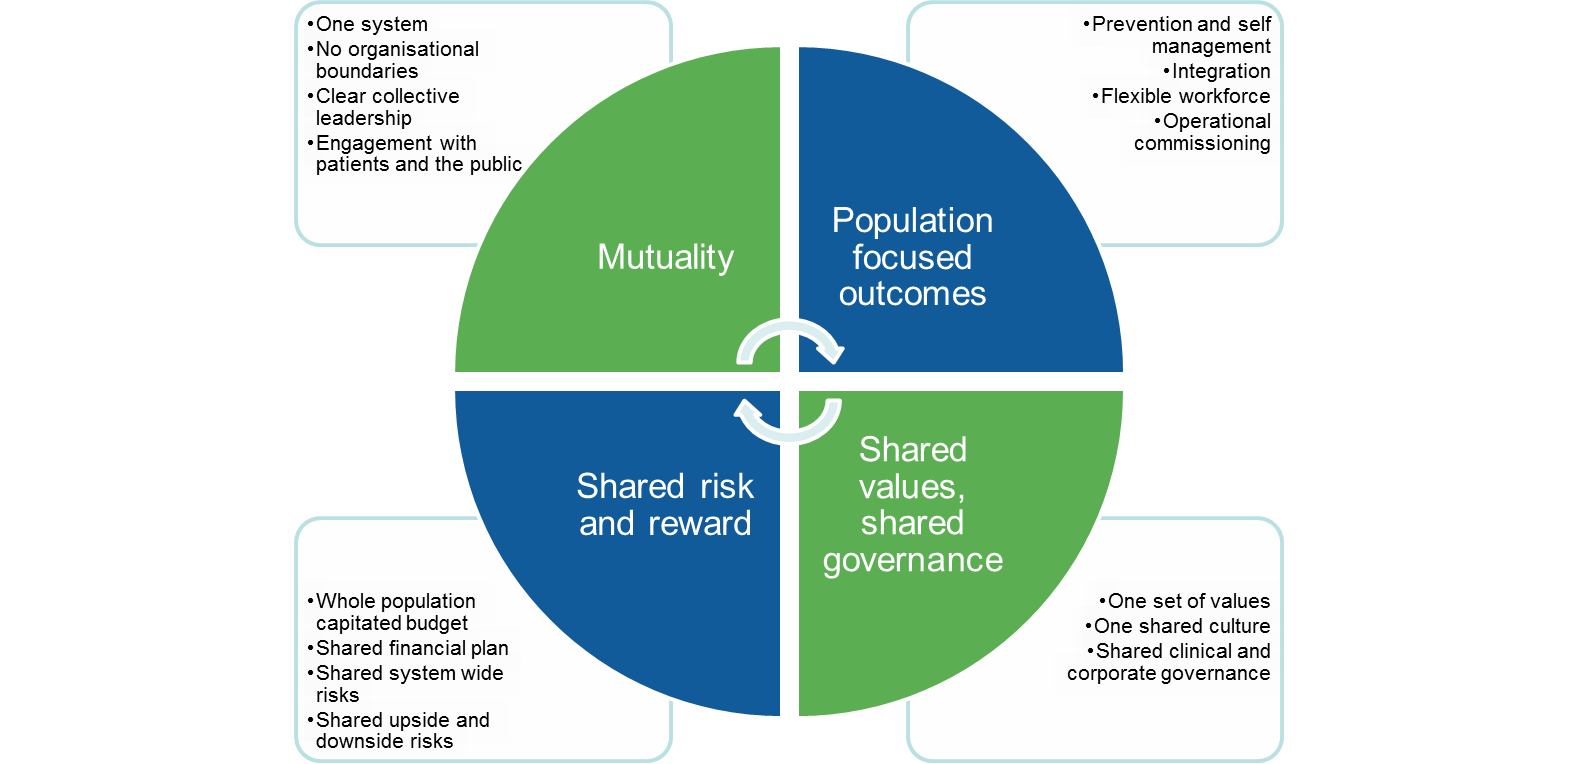 •One system
•No organisational
boundaries
•Clear collective
leadership
•Engagement with
patients and the public
•Prevention and self
management
•Integration
•Flexible workforce
•Operational
commissioning
Mutuality
Population
focused
outcomes
Shared risk
and reward
Shared
values,
shared
governance
•Whole population
capitated budget
•Shared financial plan
•Shared system wide
risks
•Shared upside and
downside risks
•One set of values
•One shared culture
•Shared clinical and
corporate governance